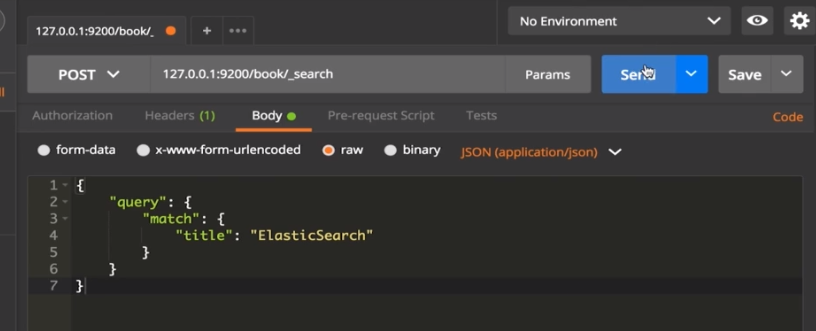 127.0.0.1:9200/book/_
No Environment
POST 127.0.0.1:9200/book/_search Params Send Save
Authorization Headers (1) Body Pre-request Script Tests Code
form-data x-www-form-urlencoded raw binary JSON (application/json)
1 {
2 "query": {
3 "match": {
4 "title": "ElasticSearch"
5 }
6 }
7 }